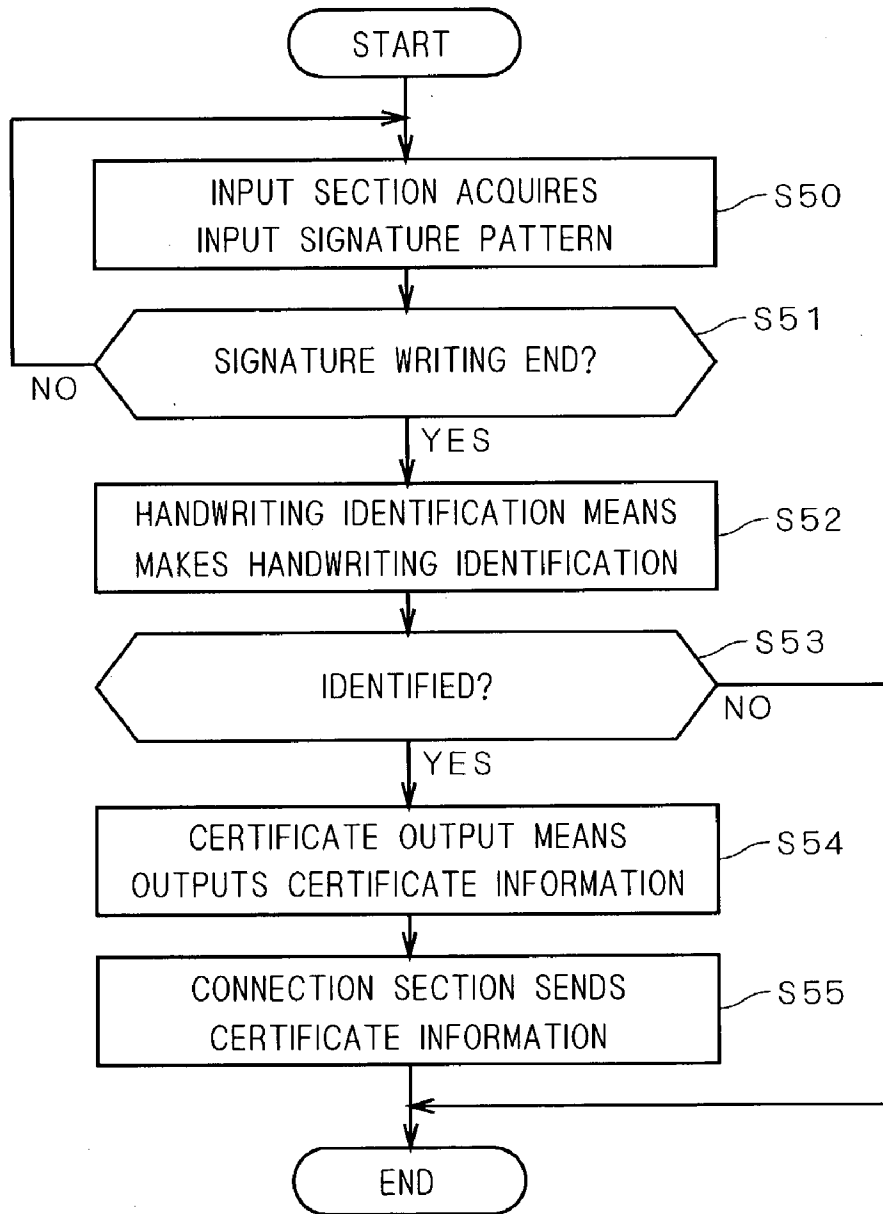 START
INPUT SECTION ACQUIRES
INPUT SIGNATURE PATTERN
S50
SIGNATURE WRITING END?
S51
NO
YES
HANDWRITING IDENTIFICATION MEANS
MAKES HANDWRITING IDENTIFICATION
S52
IDENTIFIED?
S53
NO
YES
CERTIFICATE OUTPUT MEANS
OUTPUTS CERTIFICATE INFORMATION
S54
CONNECTION SECTION SENDS
CERTIFICATE INFORMATION
S55
END